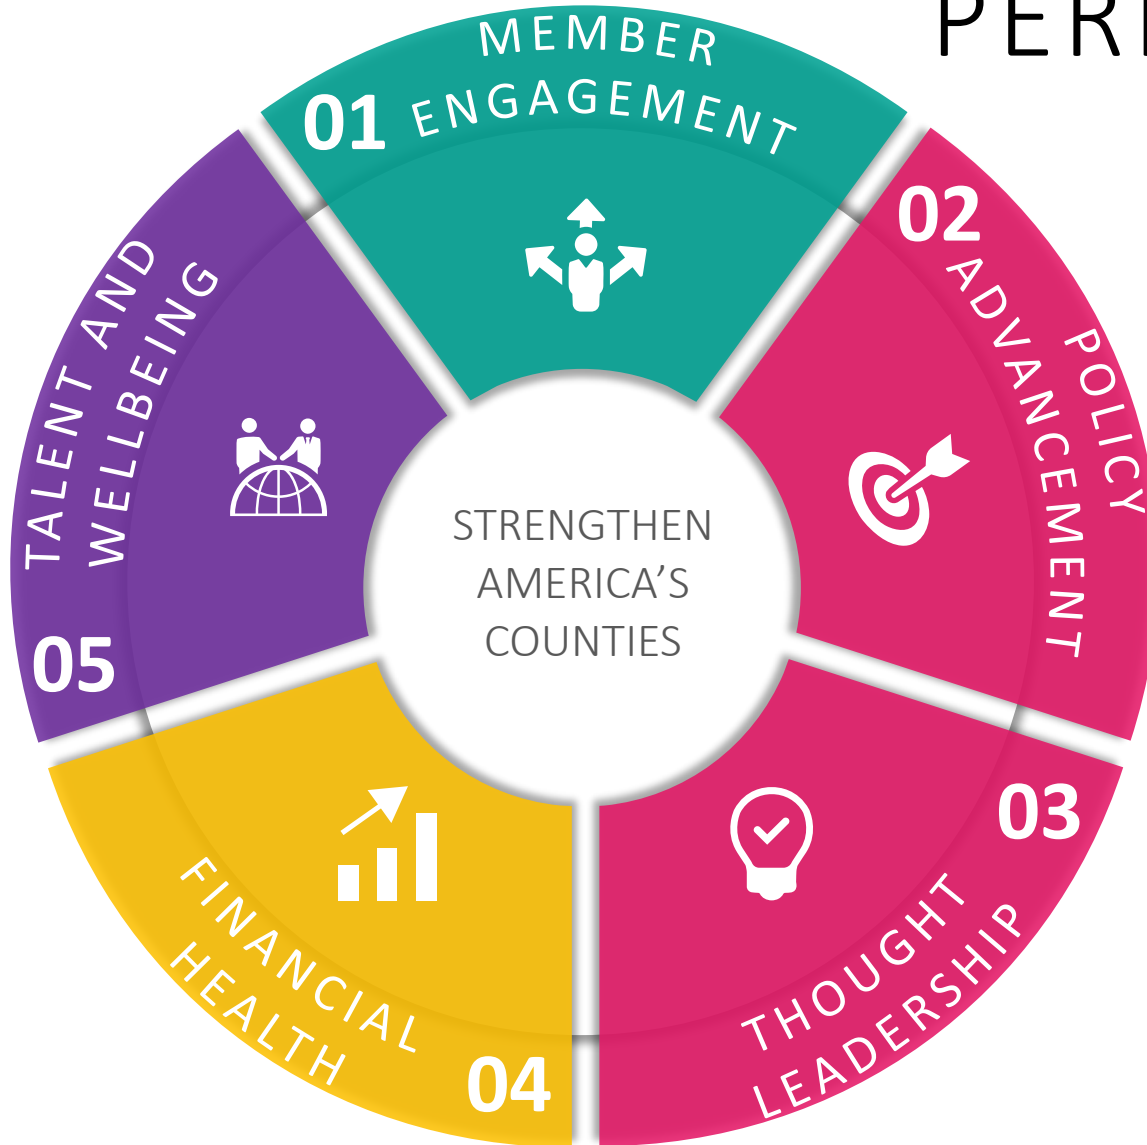 01
MEMBER
ENGAGEMENT
02
POLICY
ADVANCEMENT
03
THOUGHT
LEADERSHIP
04
FINANCIAL
HEALTH
05
TALENT AND
WELLBEING
STRENGTHEN
AMERICA’S
COUNTIES